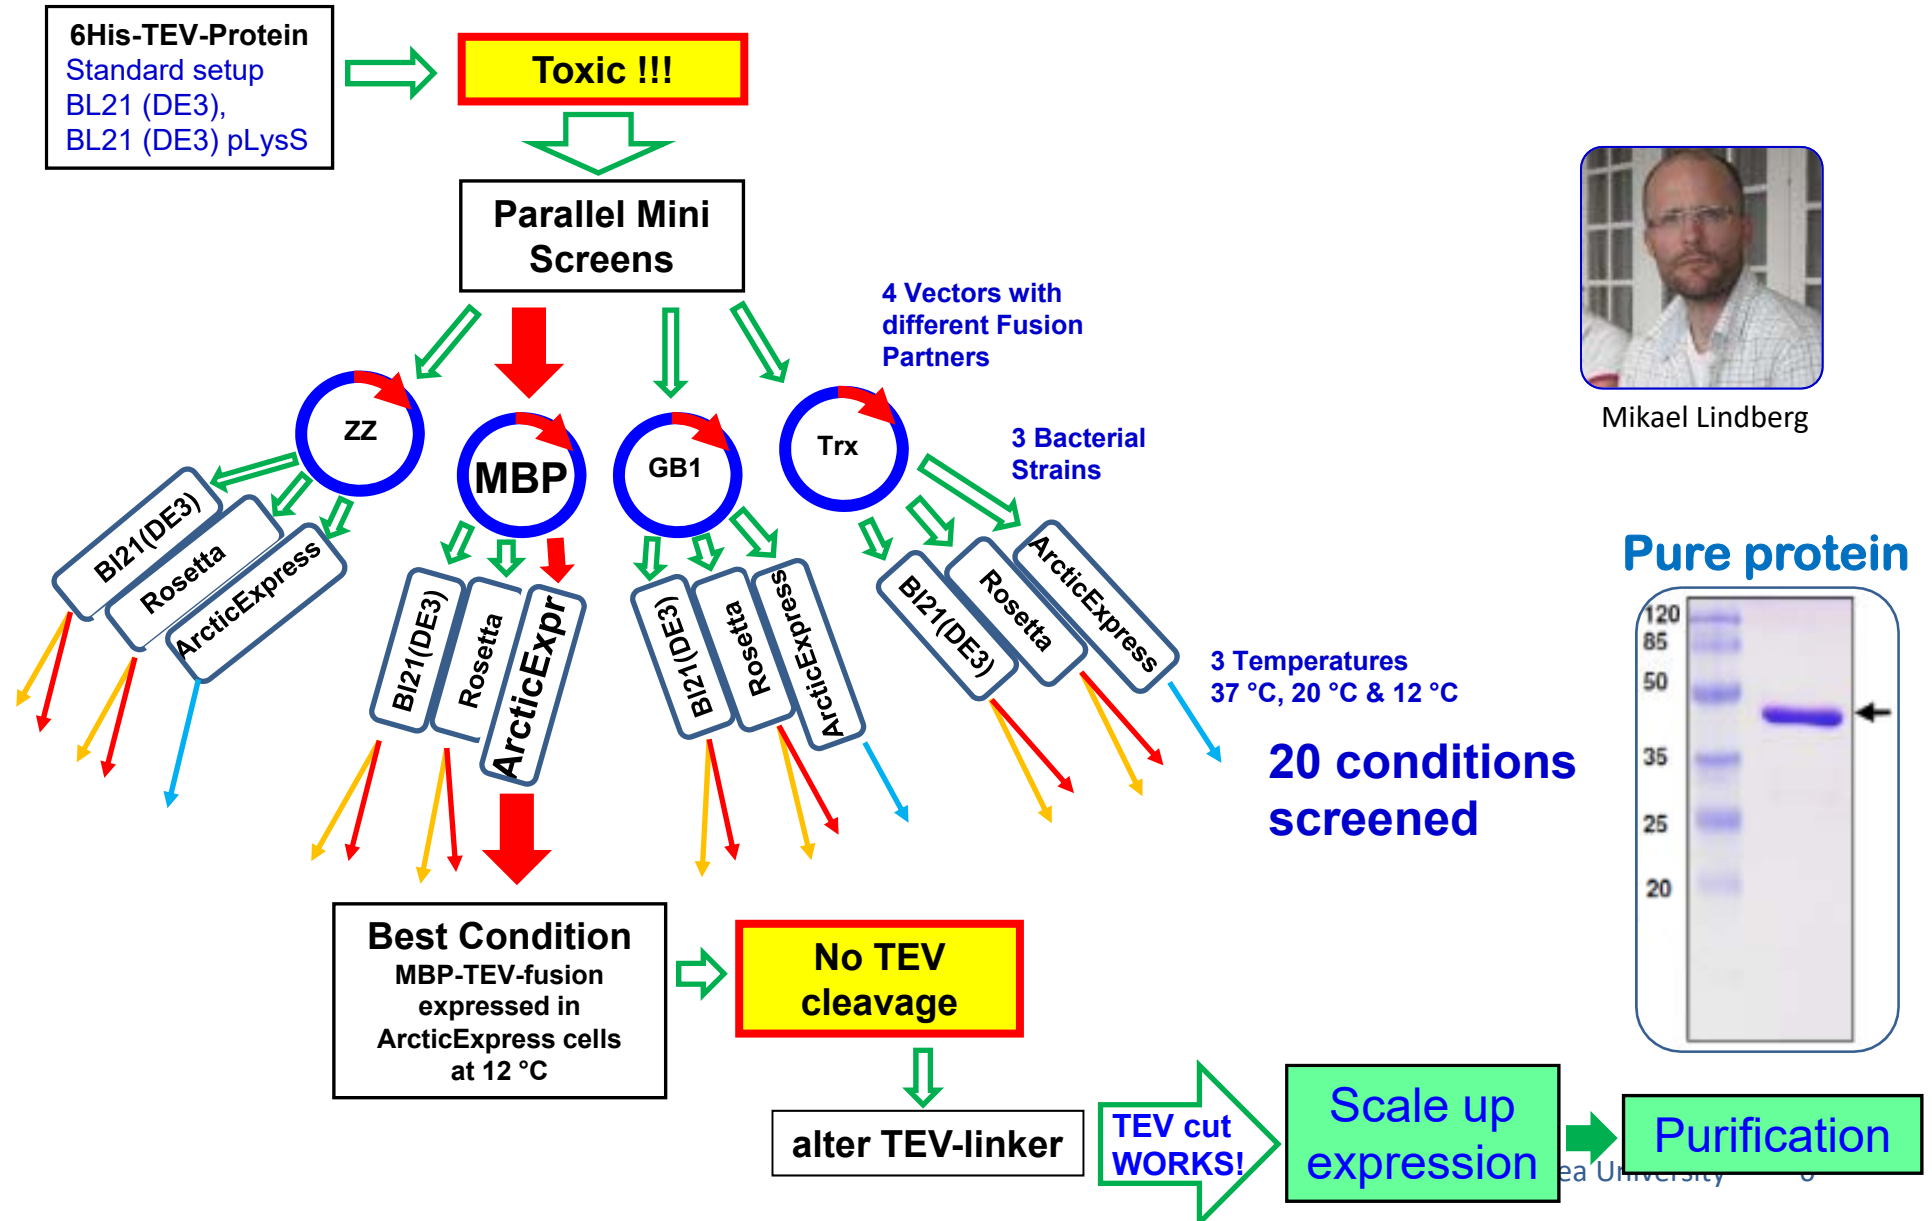 6His-TEV-Protein
Standard setup
BL21 (DE3),
BL21 (DE3) pLysS
Toxic !!!
Parallel Mini
Screens
4 Vectors with
different Fusion
Partners
ZZ
MBP
GB1
Trx
3 Bacterial
Strains
Bl21(DE3)
Rosetta
ArcticExpress
Bl21(DE3)
Rosetta
ArcticExpr
Bl21(DE3)
Rosetta
ArcticExpress
Bl21(DE3)
Rosetta
ArcticExpress
3 Temperatures
37 °C, 20 °C & 12 °C
20 conditions
screened
Mikael Lindberg
Pure protein
120
85
50
35
25
20
Best Condition
MBP-TEV-fusion
expressed in
ArcticExpress cells
at 12 °C
No TEV
cleavage
alter TEV-linker
TEV cut
WORKS!
Scale up
expression
Purification
ea University